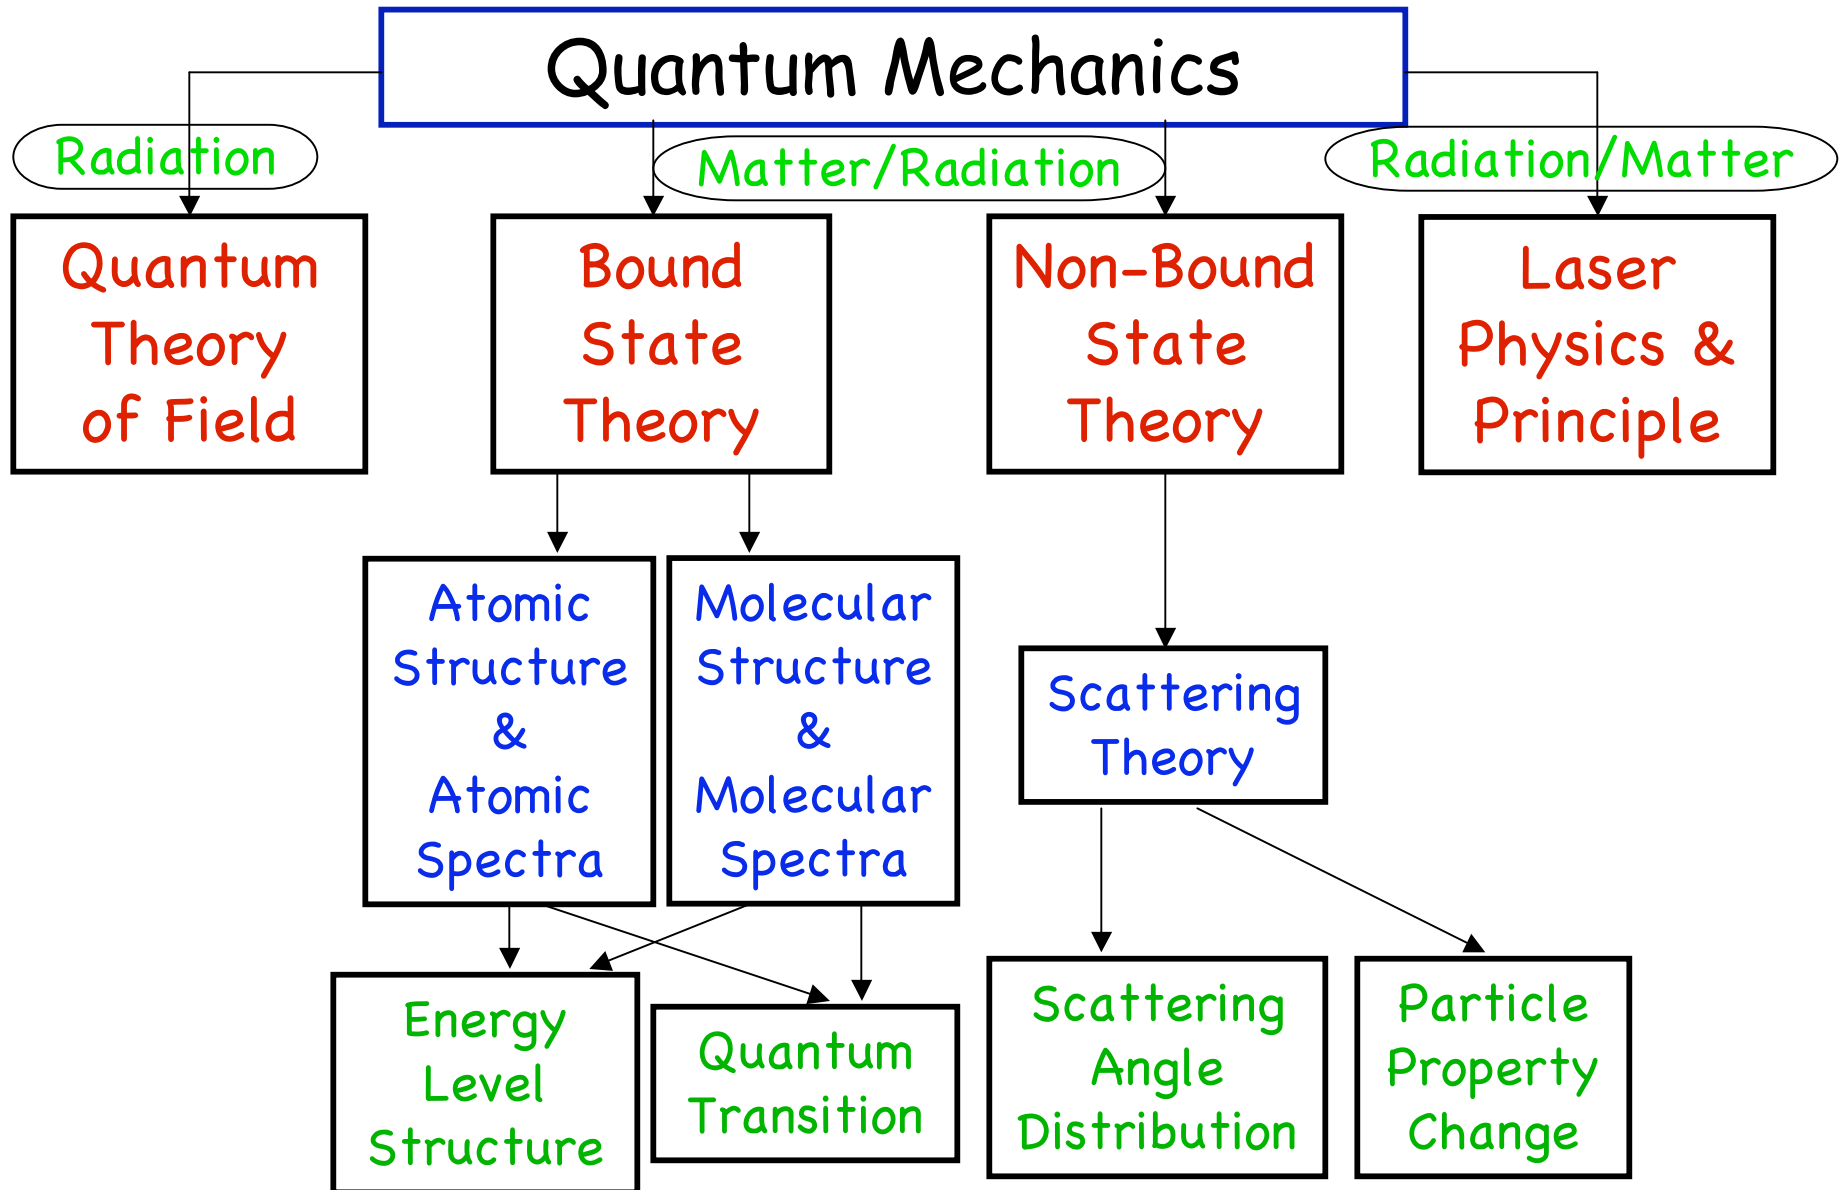 Quantum Mechanics
Radiation
Matter/Radiation
Radiation/Matter
Quantum
Theory
of Field
Bound
State
Theory
Non-Bound
State
Theory
Laser
Physics &
Principle
Atomic
Structure
&
Atomic
Spectra
Molecular
Structure
&
Molecular
Spectra
Scattering
Theory
Energy
Level
Structure
Quantum
Transition
Scattering
Angle
Distribution
Particle
Property
Change